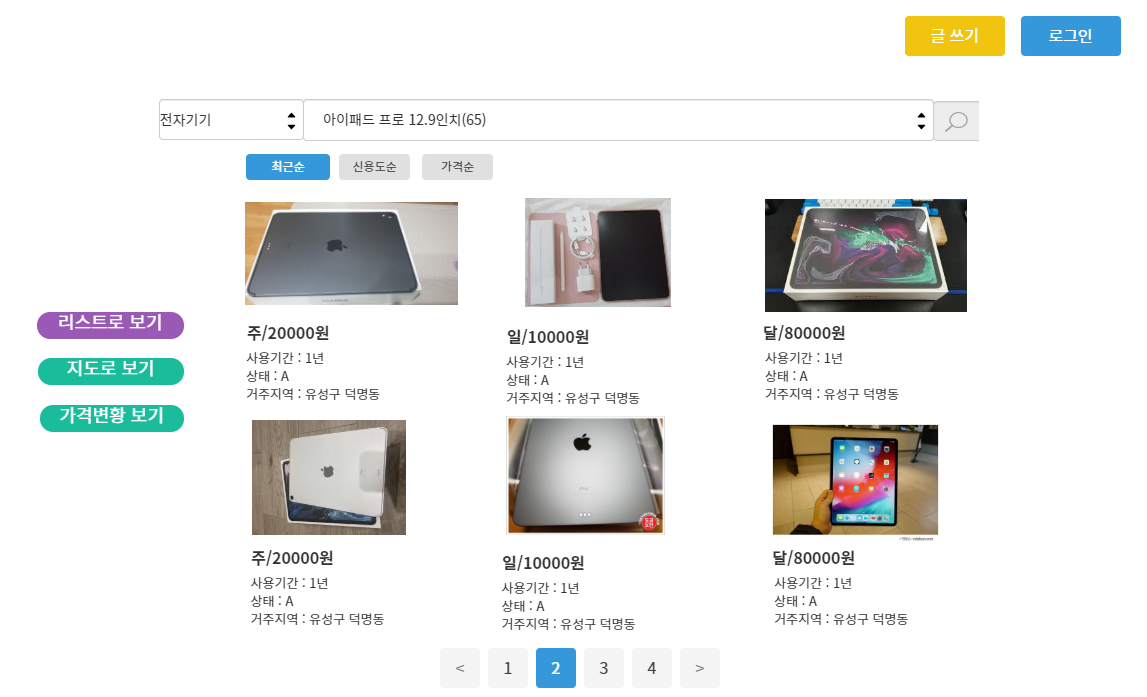 글 쓰기
로그인
전자기기
아이패드 프로 12.9인치(65)
최근순
신용도순
가격순
주/20000원
사용기간 : 1년
상태 : A
거주지역 : 유성구 덕명동
일/10000원
사용기간 : 1년
상태 : A
거주지역 : 유성구 덕명동
달/80000원
사용기간 : 1년
상태 : A
거주지역 : 유성구 덕명동
리스트로 보기
지도로 보기
가격변황 보기
주/20000원
사용기간 : 1년
상태 : A
거주지역 : 유성구 덕명동
일/10000원
사용기간 : 1년
상태 : A
거주지역 : 유성구 덕명동
달/80000원
사용기간 : 1년
상태 : A
거주지역 : 유성구 덕명동
< 1 2 3 4 >